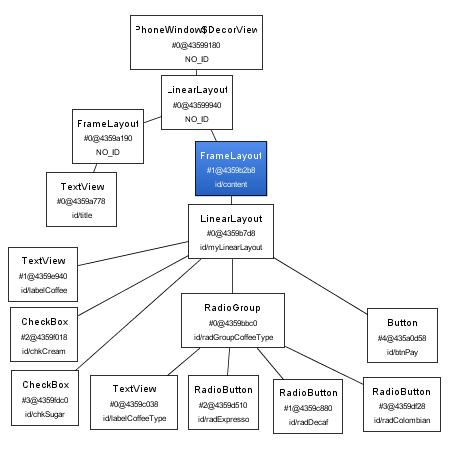 PhoneWindow$DecorView
#0@43599180
NO_ID
LinearLayout
#0@43599940
NO_ID
FrameLayout
#0@4359a190
NO_ID
FrameLayout
#1@4359b2b8
id/content
TextView
#0@4359a778
id/title
LinearLayout
#0@4359b7d8
id/myLinearLayout
TextView
#1@4359e940
id/labelCoffee
RadioGroup
#0@4359bbc0
id/radGroupCoffeeType
CheckBox
#2@4359f018
id/chkCream
Button
#4@435a0d58
id/btnPay
CheckBox
#3@4359fdc0
id/chkSugar
TextView
#0@4359c038
id/labelCoffeeType
RadioButton
#2@4359d510
id/radExpresso
RadioButton
#1@4359c880
id/radDecaf
RadioButton
#3@4359df28
id/radColombian